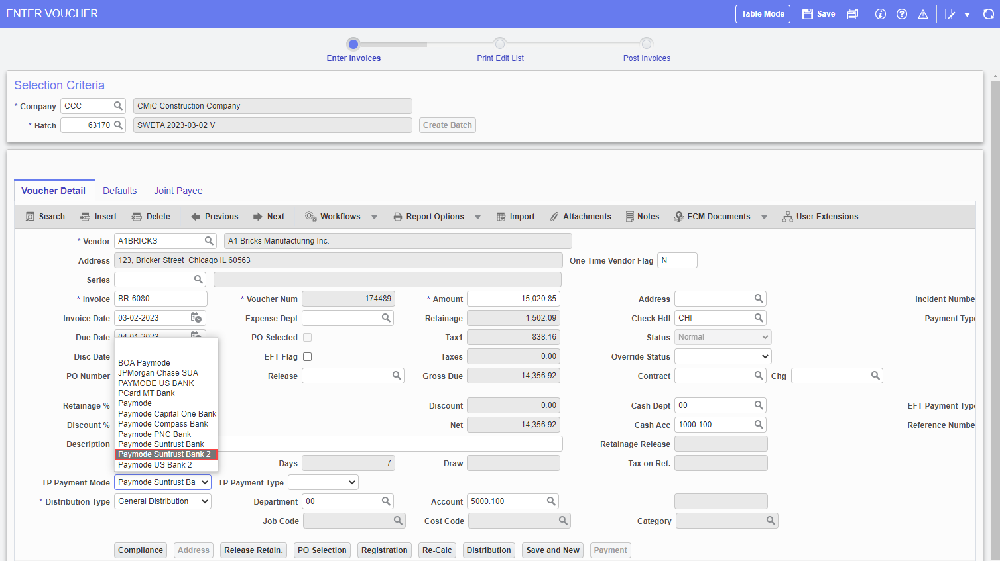 ENTER VOUCHER
Table Mode Save
Enter Invoices Print Edit List Post Invoices
Selection Criteria
* Company CCC CMiC Construction Company
* Batch 63170 SWETA 2023-03-02 V Create Batch
Voucher Detail Defaults Joint Payee
Search Insert Delete Previous Next Workflows Report Options Import Attachments Notes ECM Documents User Extensions
* Vendor A1BRICKS A1 Bricks Manufacturing Inc.
Address 123, Bricker Street Chicago IL 60563 One Time Vendor Flag N
Series
* Invoice BR-6080 * Voucher Num 174489 * Amount 15,020.85 Address Incident Numbe
Invoice Date 03-02-2023 Expense Dept Retainage 1,502.09 Check Hdl CHI Payment Type
Due Date 04-01-2023 PO Selected Tax1 838.16 Status Normal
Disc Date EFT Flag Taxes 0.00 Override Status
PO Number Release Gross Due 14,356.92 Contract Chg
Retainage % Discount 0.00 Cash Dept 00 EFT Payment Type
Discount % Net 14,356.92 Cash Acc 1000.100 Reference Numbe
Description Retainage Release
Days 7 Draw Tax on Ret.
BOA Paymode
JPMorgan Chase SUA
PAYMODE US BANK
PCard MT Bank
Paymode
Paymode Capital One Bank
Paymode Compass Bank
Paymode PNC Bank
Paymode Suntrust Bank
Paymode Suntrust Bank 2
Paymode US Bank 2
TP Payment Mode Paymode Suntrust Ba TP Payment Type
* Distribution Type General Distribution Department 00 Account 5000.100
Job Code Cost Code Category
Compliance Address Release Retain. PO Selection Registration Re-Calc Distribution Save and New Payment